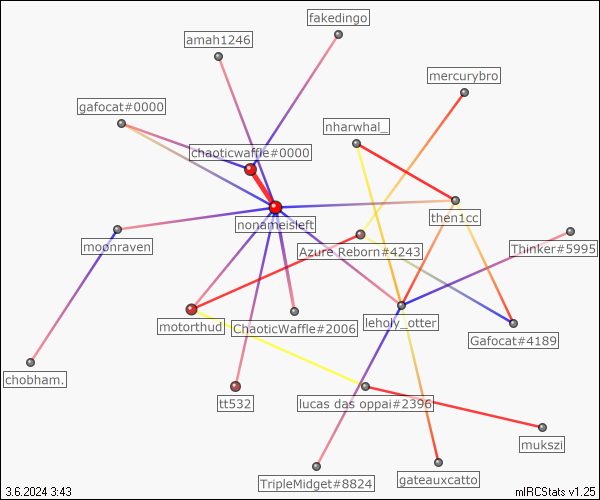 fakedingo
amah1246
mercurybro
gafocat#0000
nharwhal_
chaoticwaffle#0000
nonameisleft
then1cc
moonraven
Azure Reborn#4243
Thinker#5995
motorthud
ChaoticWaffle#2006
leholy_otter
Gafocat#4189
chobham.
tt532
lucas das oppai#2396
mukszi
TripleMidget#8824
gateauxcatto
3.6.2024 3:43
mIRCStats v1.25